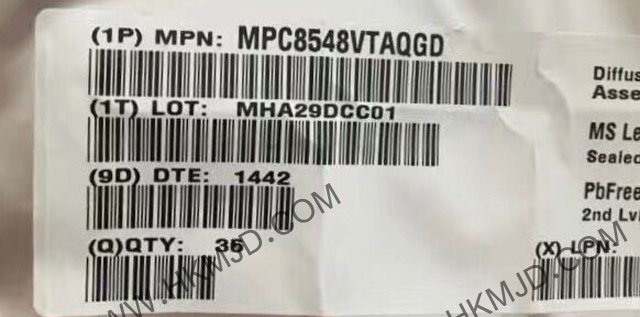 (1P) MPN: MPC8548VTAQGD
(1T) LOT: MHA29DCC01
(9D) DTE: 1442
(Q)QTY: 36
Diffus
Asse
MS Le
Sealed
PbFree
2nd Lvl
(X) LPN:
WWW.HKMJD.COM
HKMJD.COM